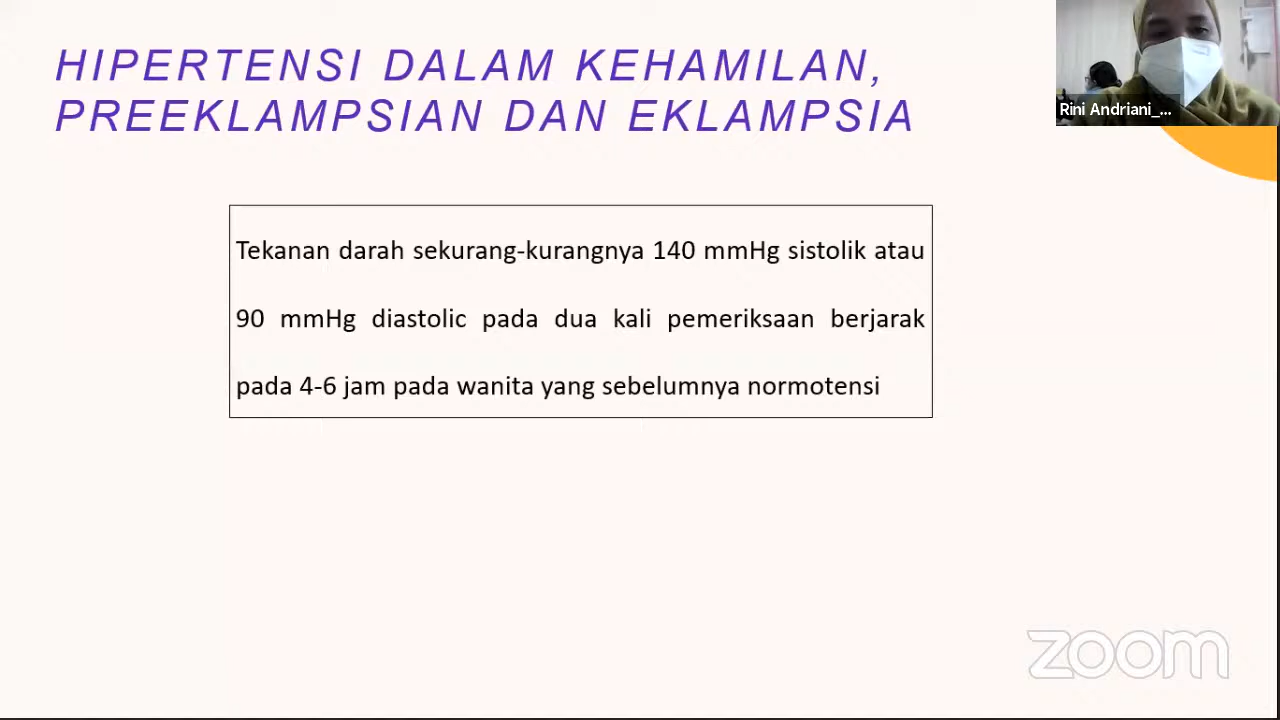 HIPERTENSI DALAM KEHAMILAN,
PREEKLAMPSIAN DAN EKLAMPSIA
Rini Andriani_...
Tekanan darah sekurang-kurangnya 140 mmHg sistolik atau
90 mmHg diastolic pada dua kali pemeriksaan berjarak
pada 4-6 jam pada wanita yang sebelumnya normotensi
zoom